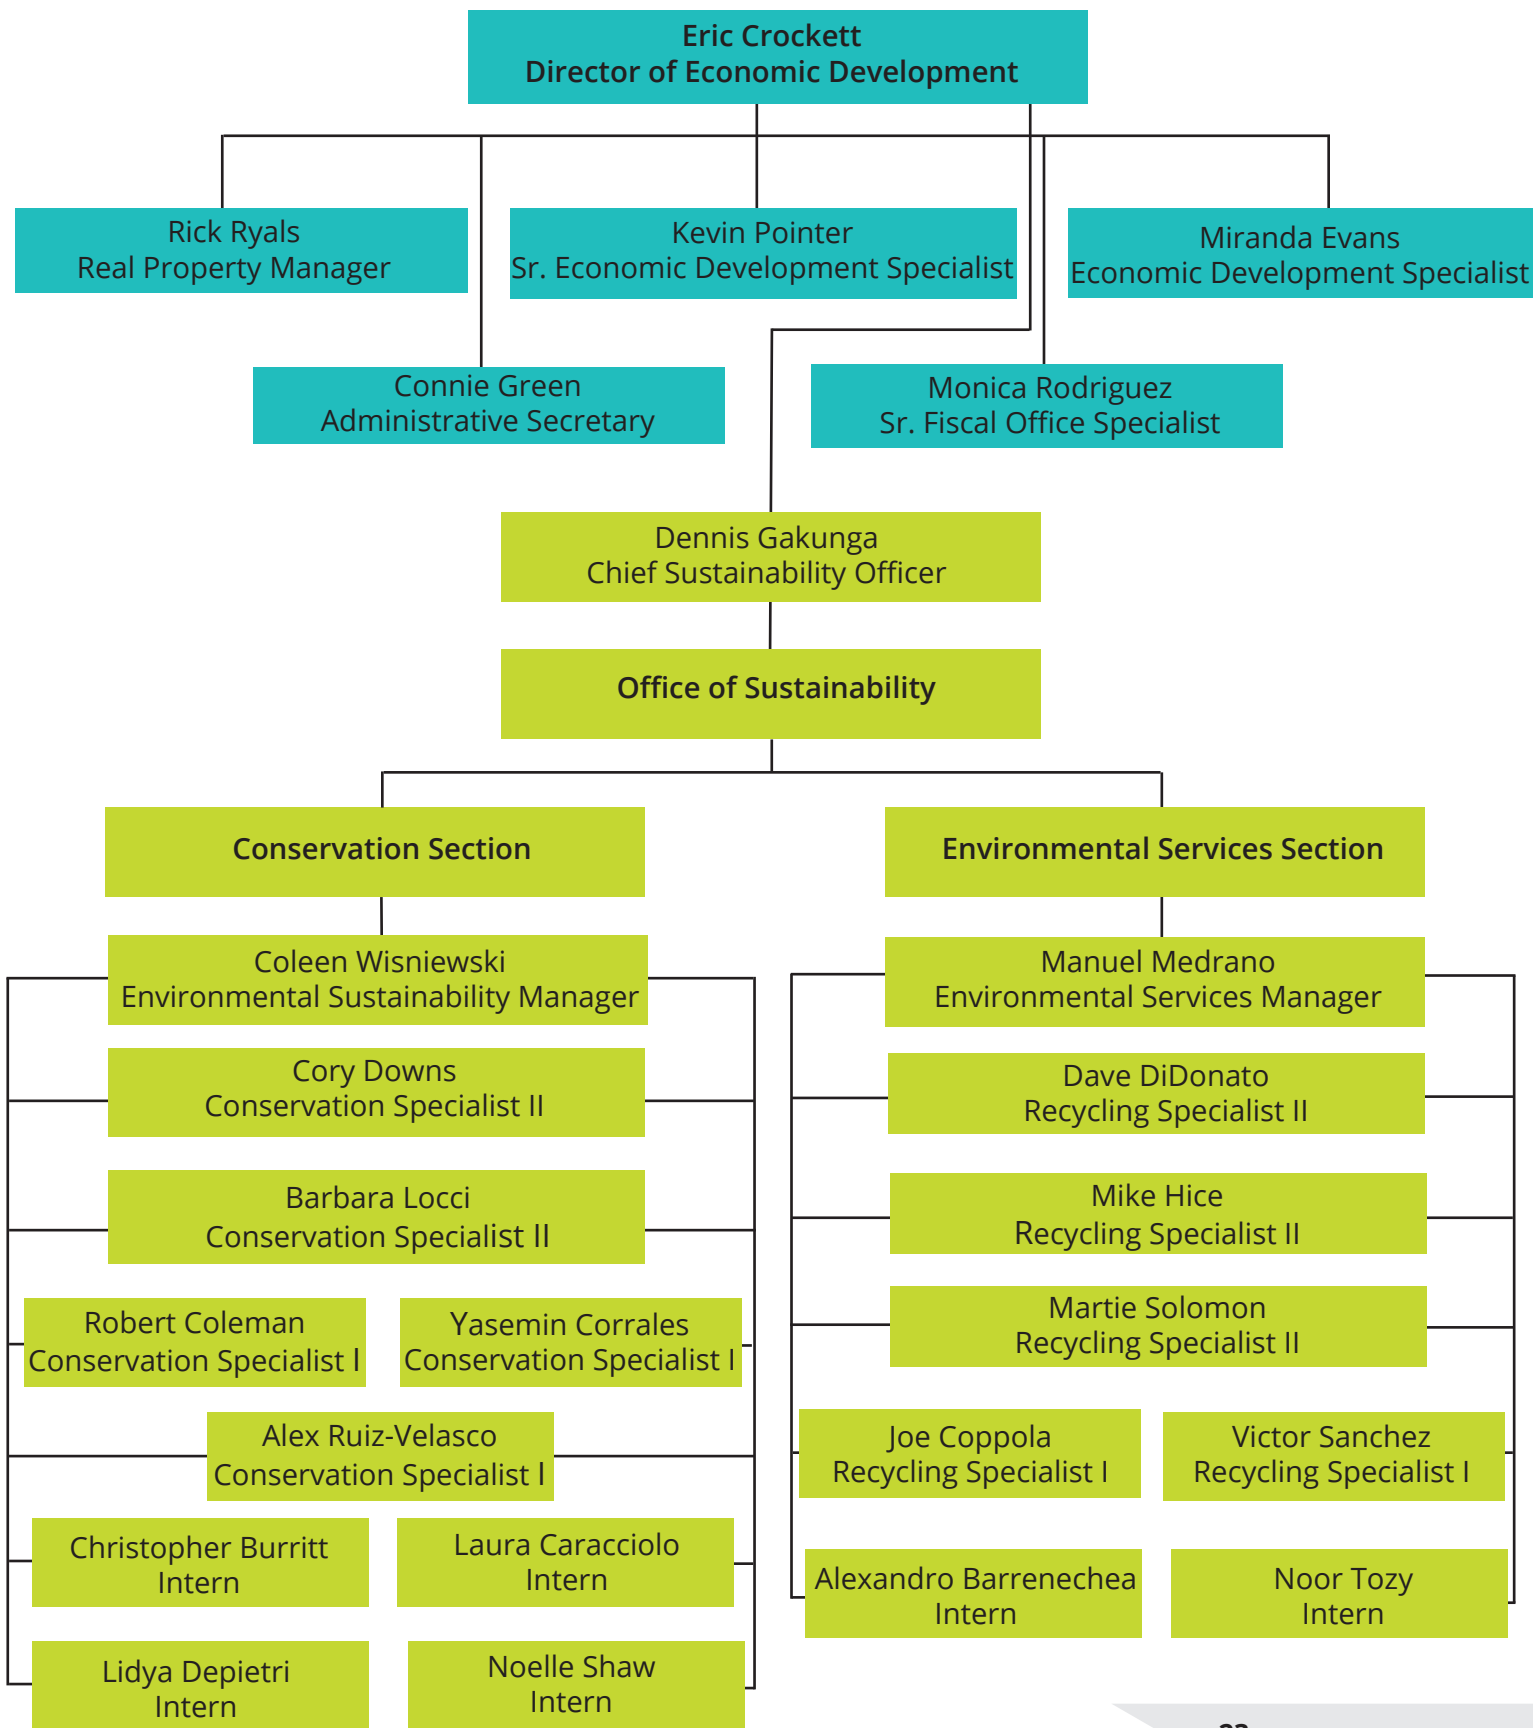 Eric Crockett
Director of Economic Development
Rick Ryals
Real Property Manager
Kevin Pointer
Sr. Economic Development Specialist
Miranda Evans
Economic Development Specialist
Connie Green
Administrative Secretary
Monica Rodriguez
Sr. Fiscal Office Specialist
Dennis Gakunga
Chief Sustainability Officer
Office of Sustainability
Conservation Section
Environmental Services Section
Coleen Wisniewski
Environmental Sustainability Manager
Cory Downs
Conservation Specialist II
Barbara Locci
Conservation Specialist II
Robert Coleman
Conservation Specialist I
Yasemin Corrales
Conservation Specialist I
Alex Ruiz-Velasco
Conservation Specialist I
Christopher Burritt
Intern
Laura Caracciolo
Intern
Lidya Depietri
Intern
Noelle Shaw
Intern
Manuel Medrano
Environmental Services Manager
Dave DiDonato
Recycling Specialist II
Mike Hice
Recycling Specialist II
Martie Solomon
Recycling Specialist II
Joe Coppola
Recycling Specialist I
Victor Sanchez
Recycling Specialist I
Alexandro Barrenechea
Intern
Noor Tozy
Intern